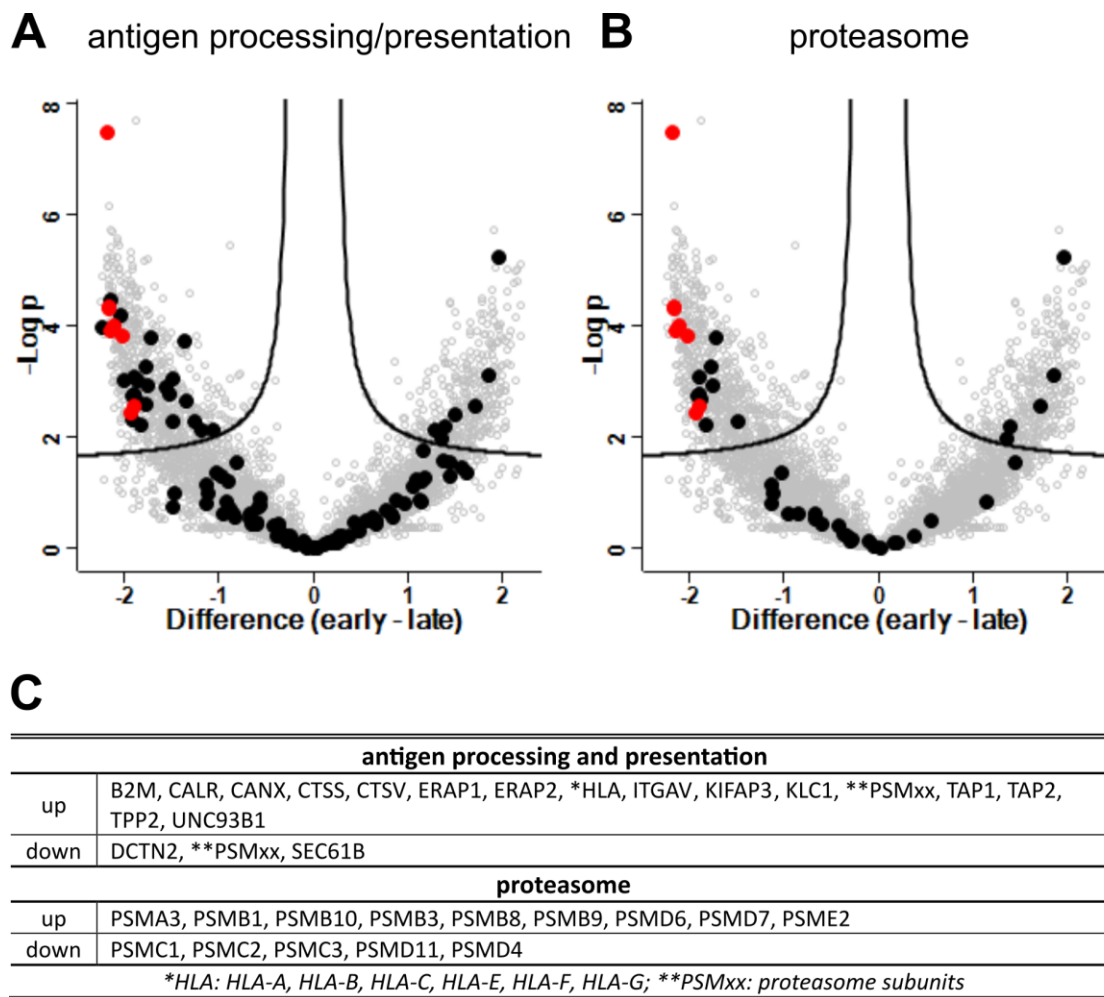 A antigen processing/presentation B proteasome
8 8
6 6
4 4
2 2
0 0
-Log p -Log p
-2 -1 0 1 2 -2 -1 0 1 2
Difference (early - late) Difference (early - late)
C
antigen processing and presentation
up B2M, CALR, CANX, CTSS, CTSV, ERAP1, ERAP2, *HLA, ITGAV, KIFAP3, KLC1, **PSMxx, TAP1, TAP2,
TPP2, UNC93B1
down DCTN2, **PSMxx, SEC61B
proteasome
up PSMA3, PSMB1, PSMB10, PSMB3, PSMB8, PSMB9, PSMD6, PSMD7, PSME2
down PSMC1, PSMC2, PSMC3, PSMD11, PSMD4
*HLA: HLA-A, HLA-B, HLA-C, HLA-E, HLA-F, HLA-G; **PSMxx: proteasome subunits